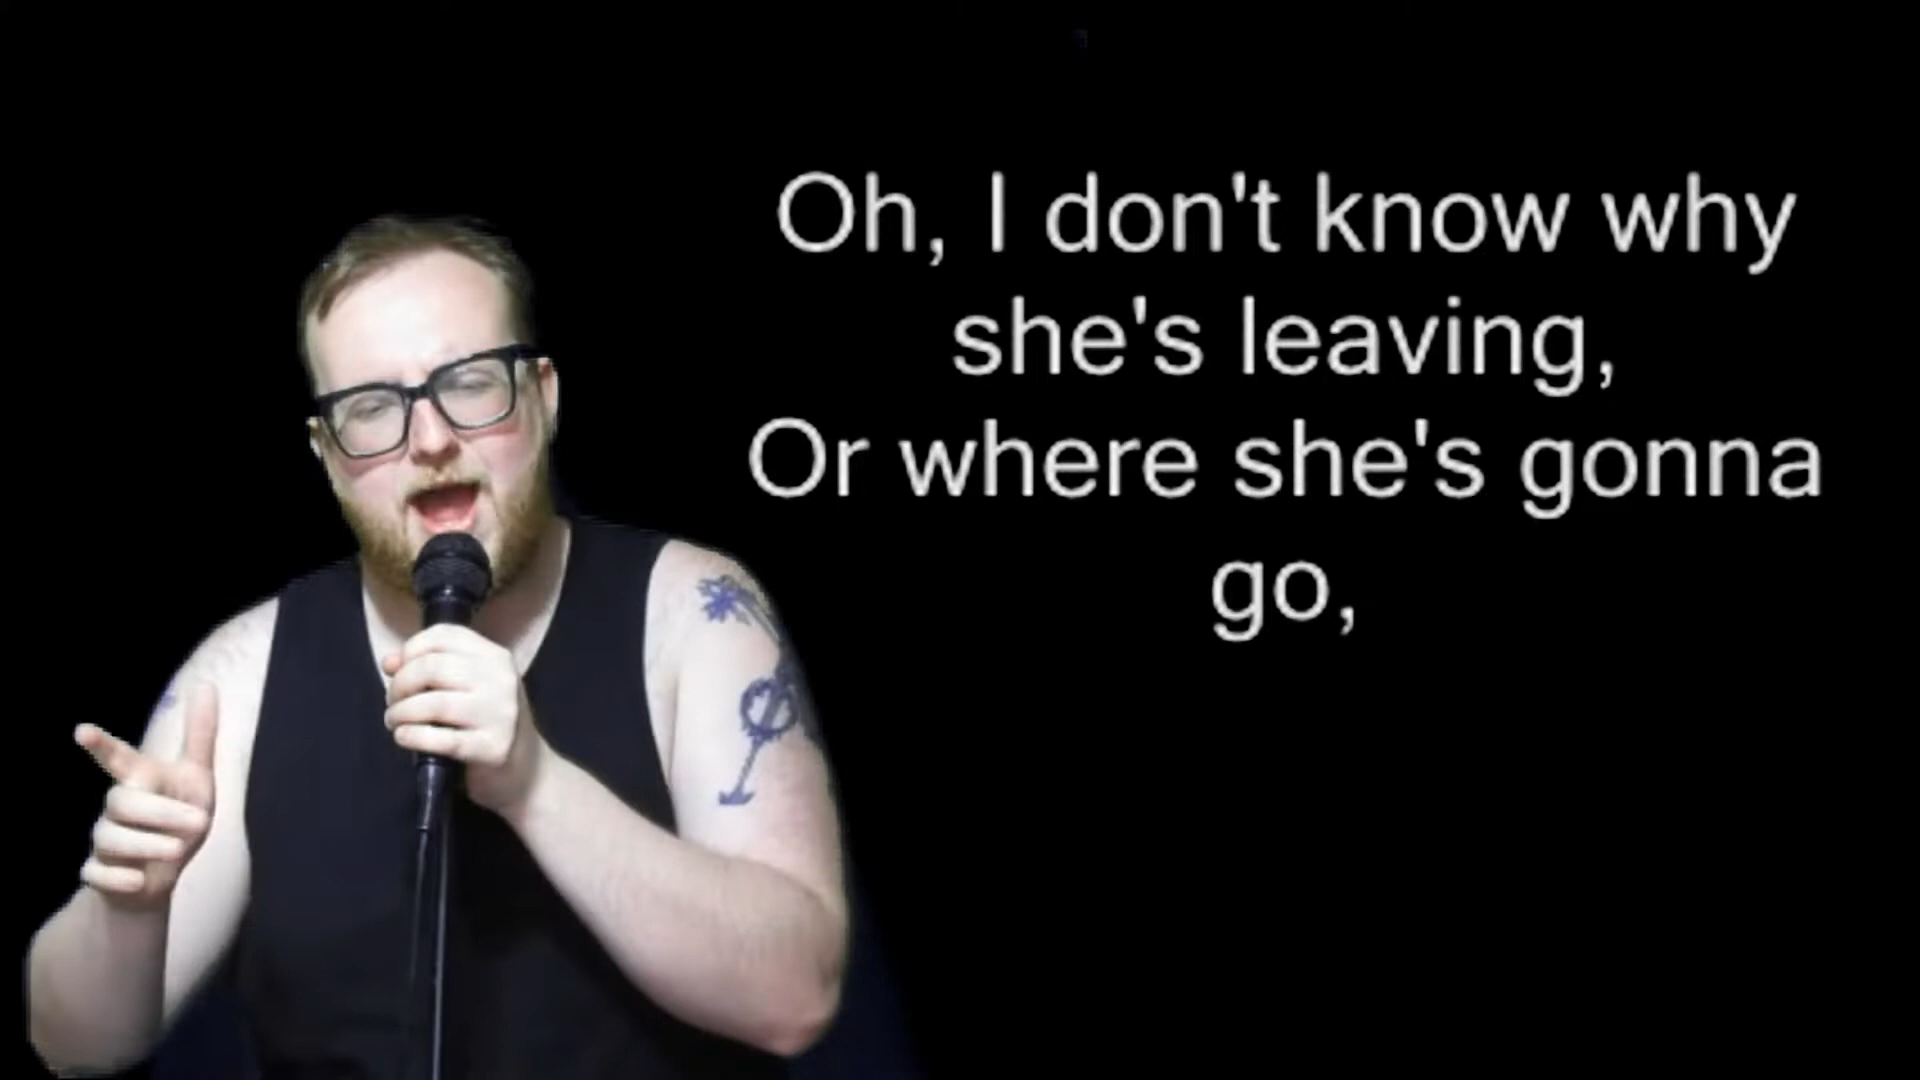 Oh, I don't know why
she's leaving,
Or where she's gonna
go,